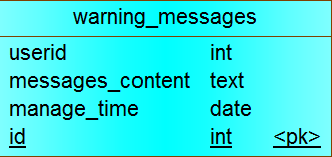 warning_messages
userid int
messages_content text
manage_time date
id int <pk>